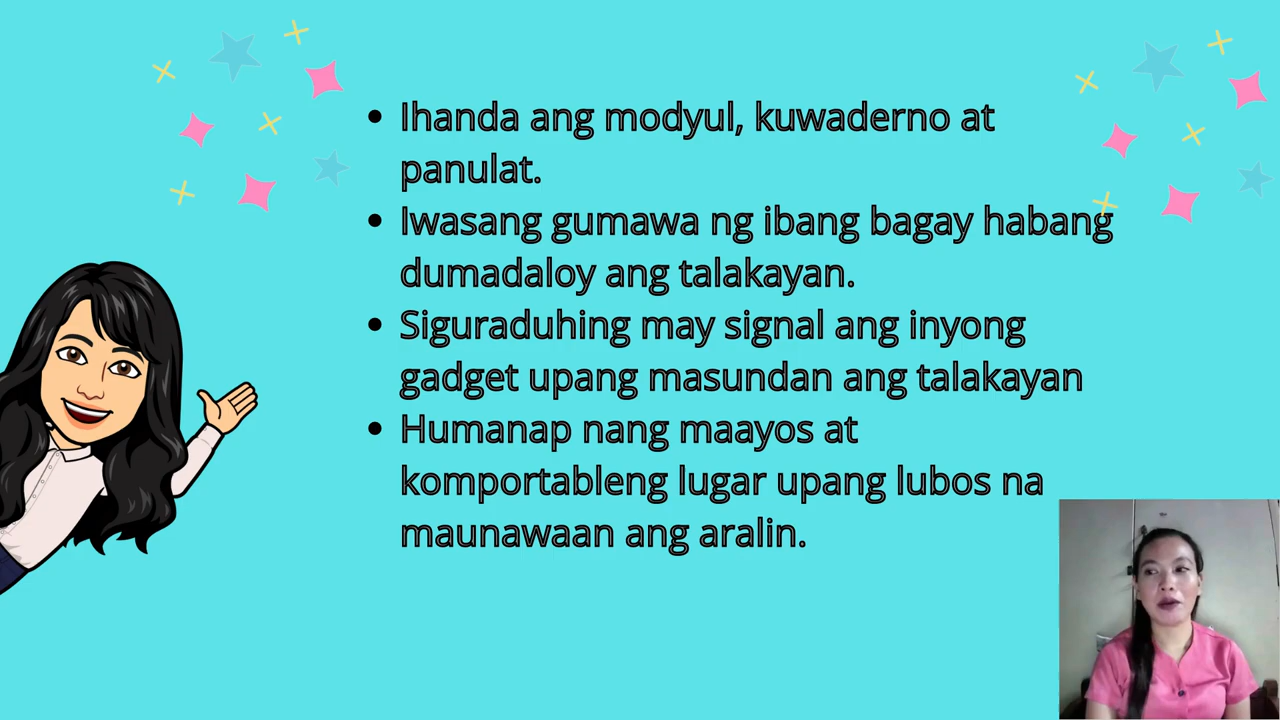 • Ihanda ang modyul, kuwaderno at
panulat.
• Iwasang gumawa ng ibang bagay habang
dumadaloy ang talakayan.
• Siguraduhing may signal ang inyong
gadget upang masundan ang talakayan
• Humanap nang maayos at
komportableng lugar upang lubos na
maunawaan ang aralin.